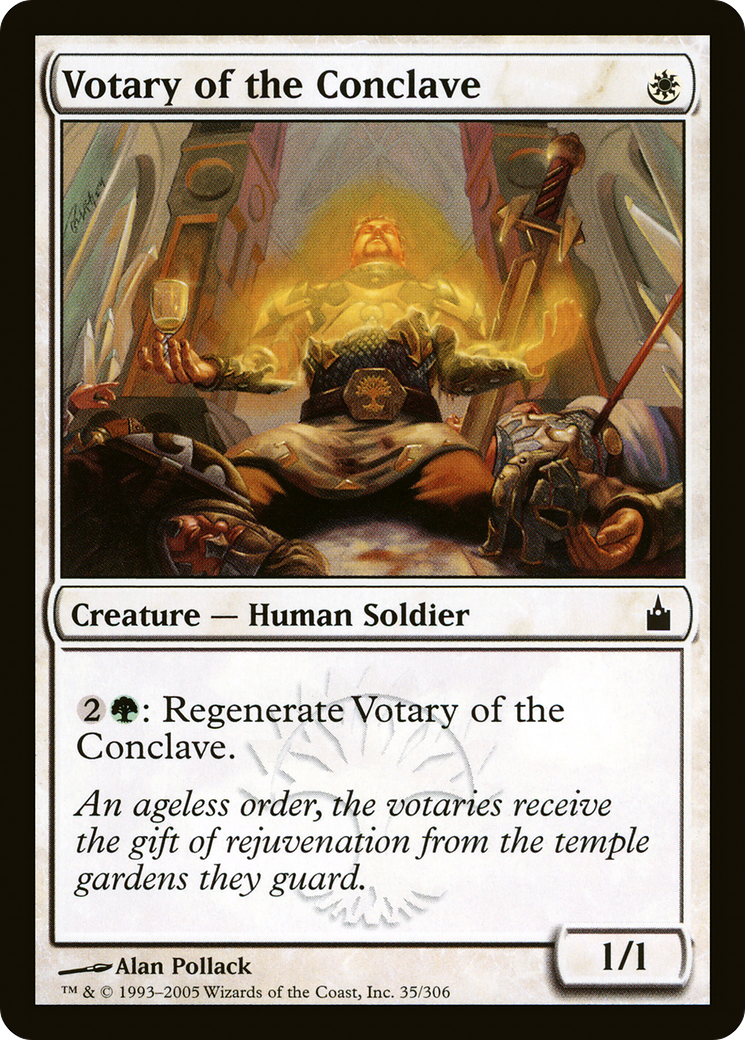 Votary of the Conclave
Creature — Human Soldier
2: Regenerate Votary of the
Conclave.
An ageless order, the votaries receive
the gift of rejuvenation from the temple
gardens they guard.
1/1
Alan Pollack
™ & © 1993–2005 Wizards of the Coast, Inc. 35/306